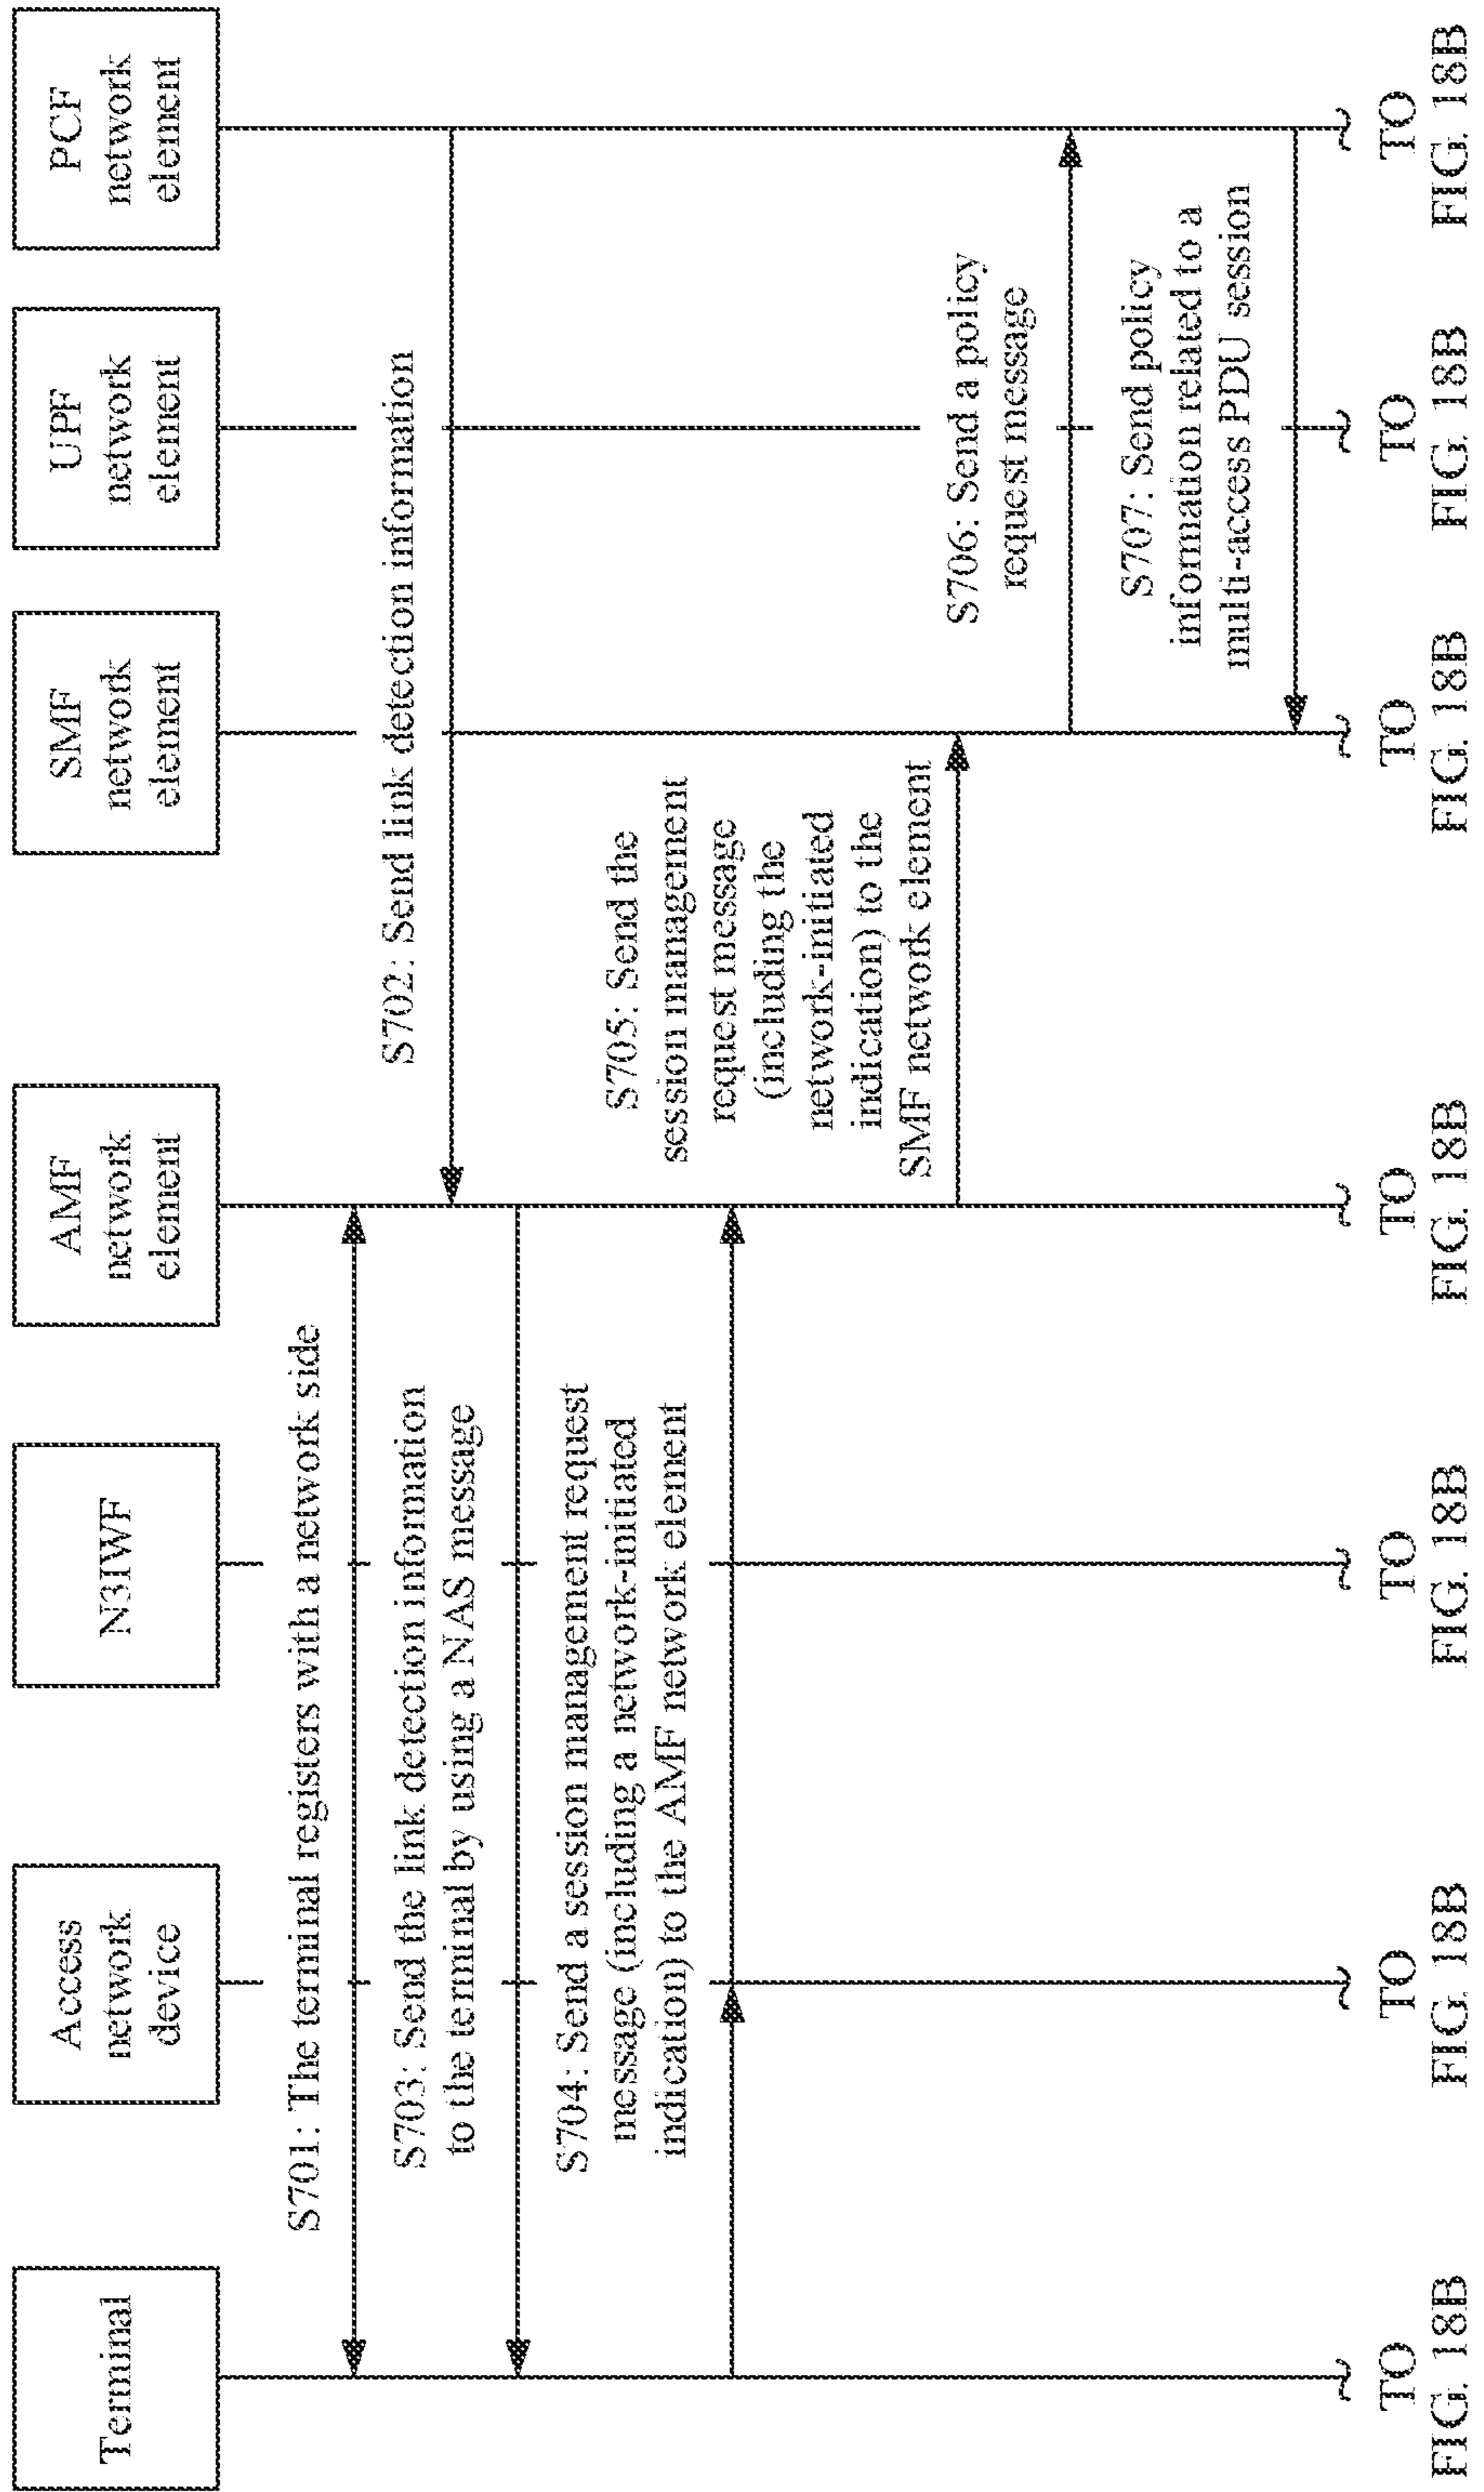 Terminal
Access
network
device
N3IWF
AMF
network
element
SMF
network
element
UPF
network
element
PCF
network
element
S701: The terminal registers with a network side
S702: Send link detection information
S703: Send the link detection information
to the terminal by using a NAS message
S704: Send a session management request
message (including a network-initiated
indication) to the AMF network element
S705: Send the
session management
request message
(including the
network-initiated
indication) to the
SMF network element
S706: Send a policy
request message
S707: Send policy
information related to a
multi-access PDU session
TO
FIG. 18B
TO
FIG. 18B
TO
FIG. 18B
TO
FIG. 18B
TO
FIG. 18B
TO
FIG. 18B
TO
FIG. 18B